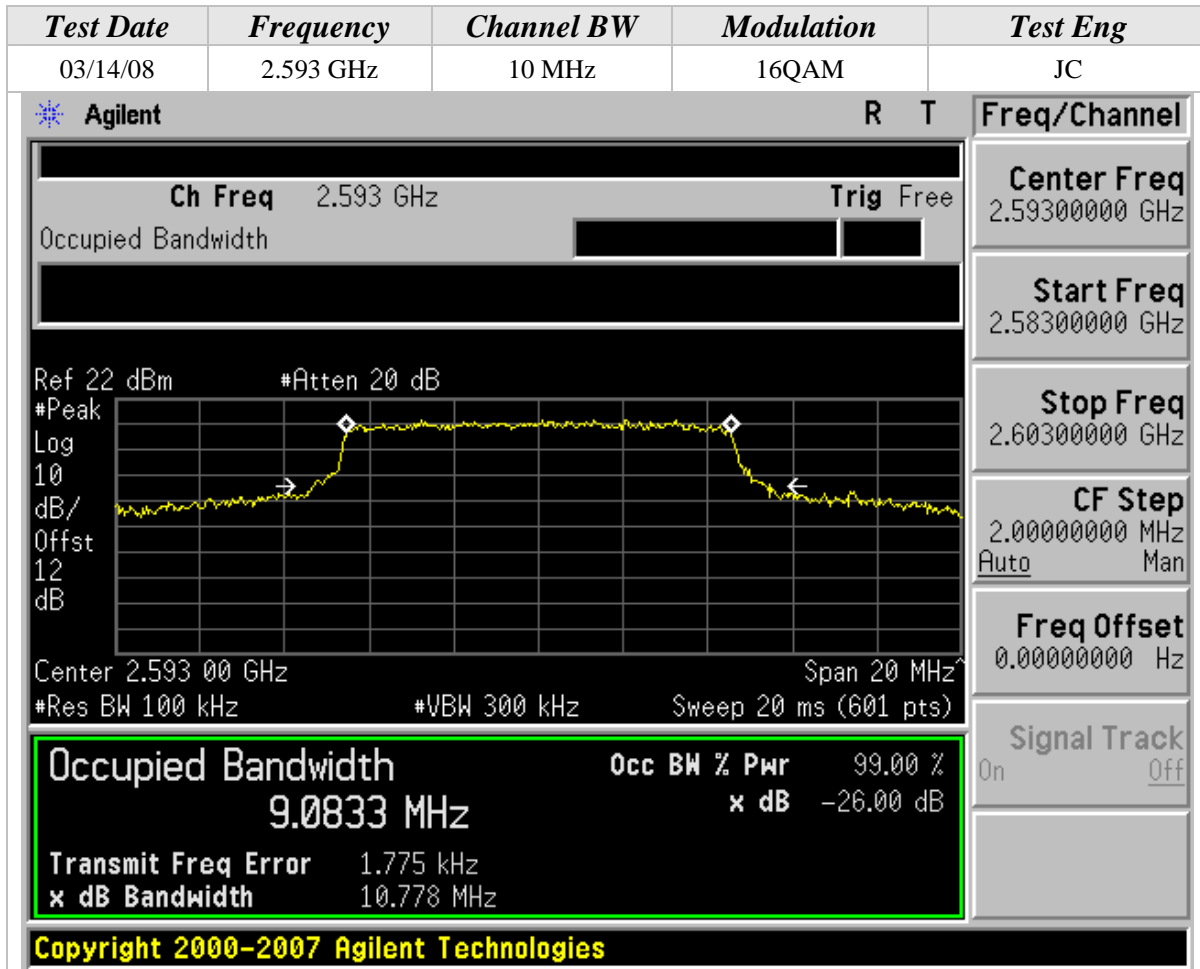 Test Date Frequency Channel BW Modulation Test Eng
03/14/08 2.593 GHz 10 MHz 16QAM JC
Agilent R T
Ch Freq 2.593 GHz Trig Free
Occupied Bandwidth
Ref 22 dBm #Atten 20 dB
#Peak
Log
10
dB/
Offst
12
dB
Center 2.593 00 GHz Span 20 MHz^
#Res BW 100 kHz #VBW 300 kHz Sweep 20 ms (601 pts)
Occupied Bandwidth Occ BW % Pwr 99.00 %
9.0833 MHz x dB -26.00 dB
Transmit Freq Error 1.775 kHz
x dB Bandwidth 10.778 MHz
Copyright 2000-2007 Agilent Technologies
Freq/Channel
Center Freq
2.59300000 GHz
Start Freq
2.58300000 GHz
Stop Freq
2.60300000 GHz
CF Step
2.00000000 MHz
Auto Man
Freq Offset
0.00000000 Hz
Signal Track
On Off